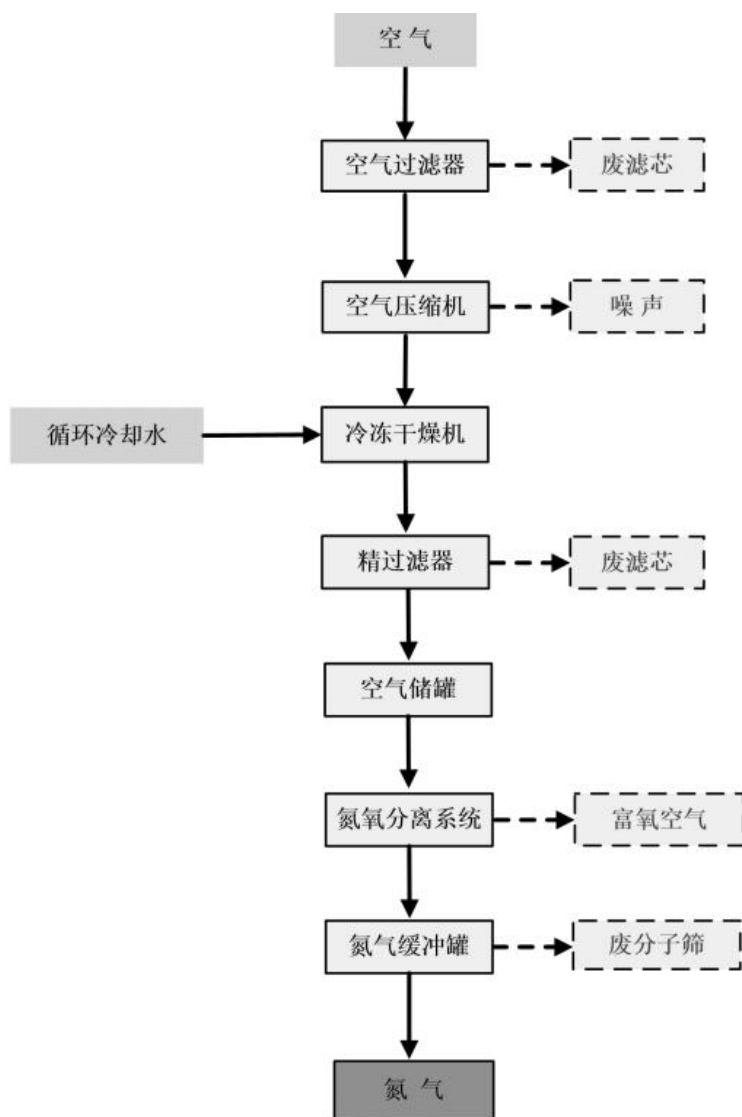 空 气
空气过滤器
废滤芯
空气压缩机
噪 声
循环冷却水
冷冻干燥机
精过滤器
废滤芯
空气储罐
氮氧分离系统
富氧空气
氮气缓冲罐
废分子筛
氮 气